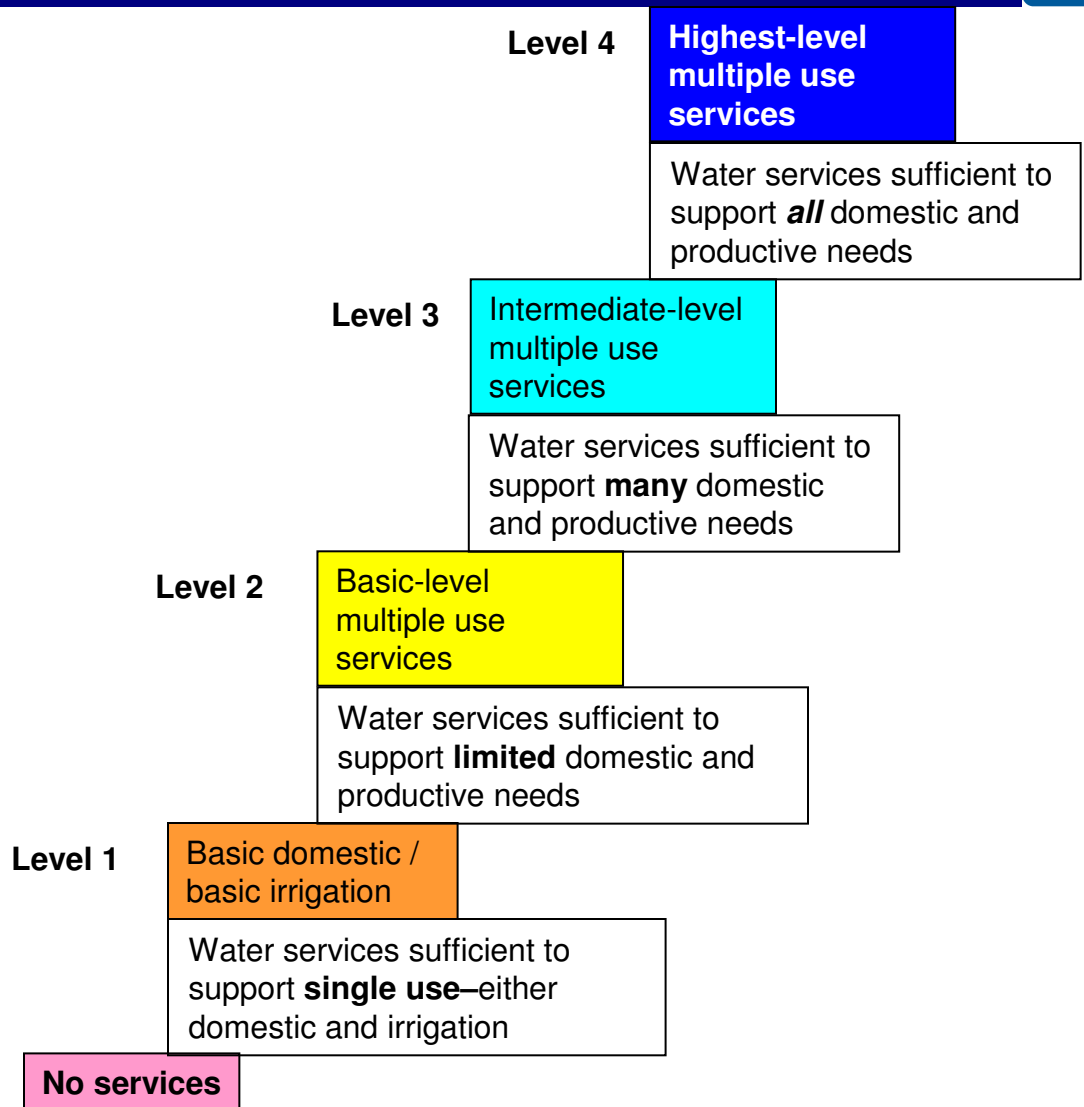 Level 4
Highest-level
multiple use
services
Water services sufficient to
support all domestic and
productive needs
Level 3
Intermediate-level
multiple use
services
Water services sufficient to
support many domestic
and productive needs
Level 2
Basic-level
multiple use
services
Water services sufficient to
support limited domestic and
productive needs
Level 1
Basic domestic /
basic irrigation
Water services sufficient to
support single use–either
domestic and irrigation
No services